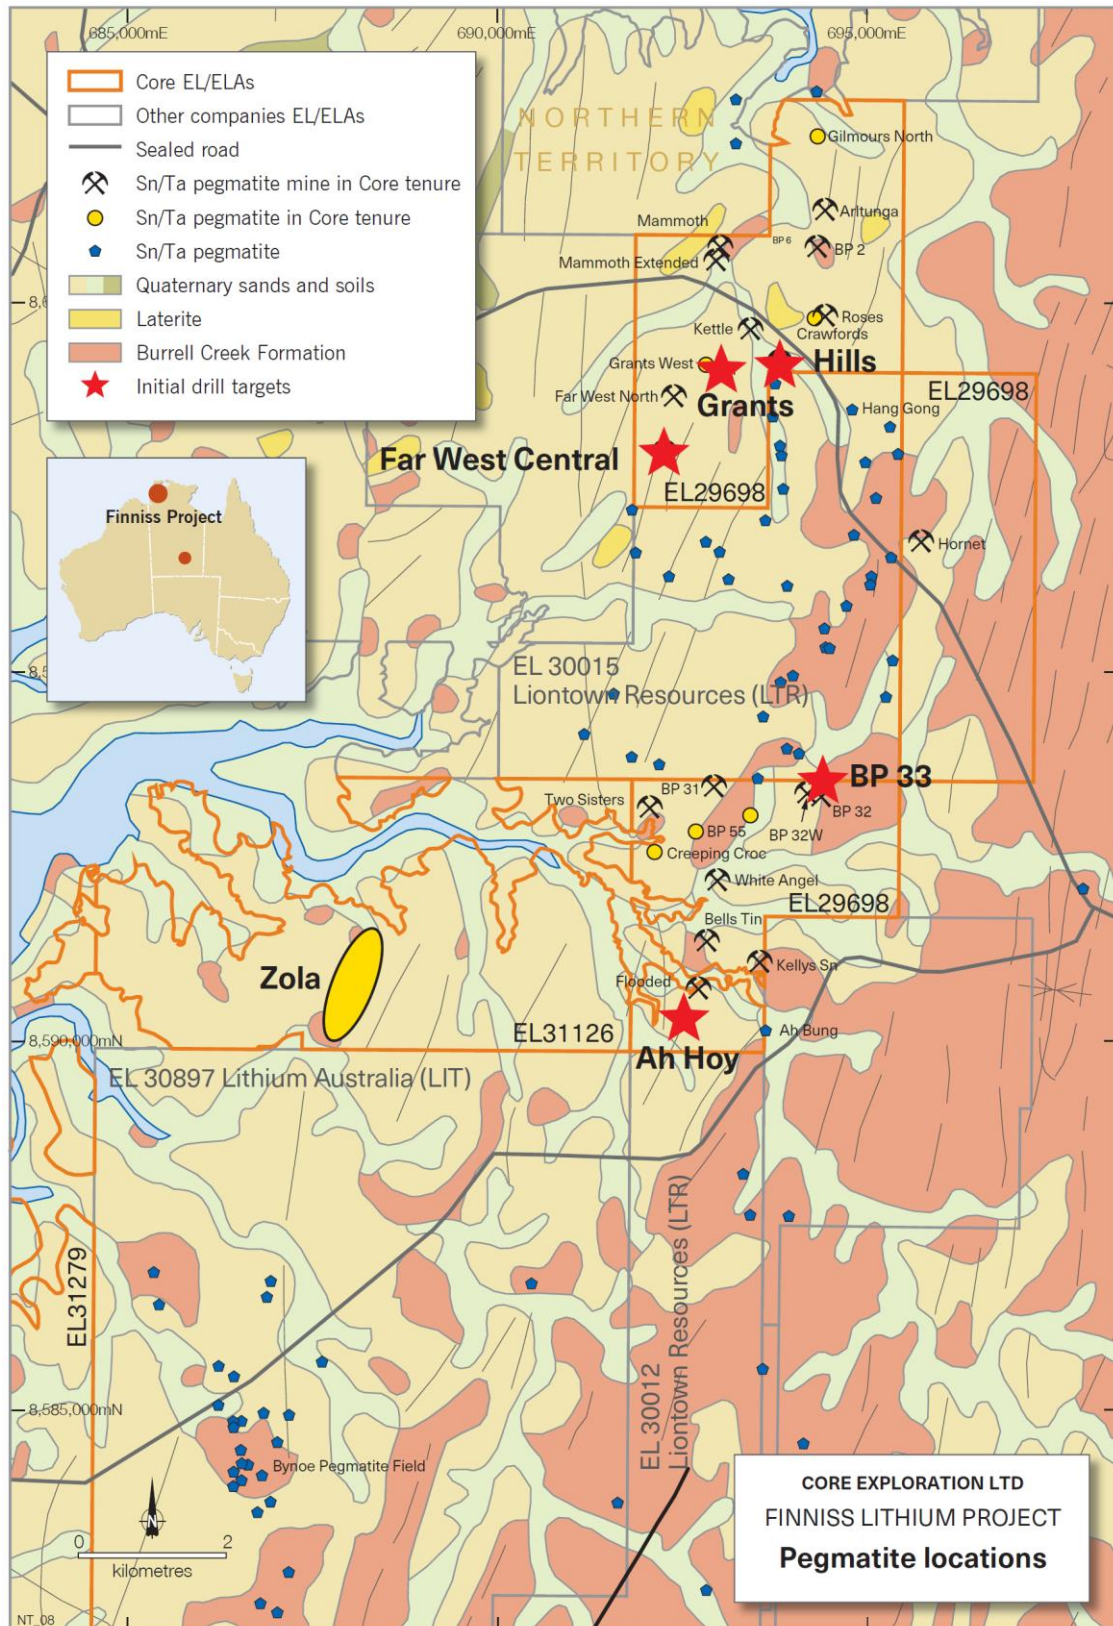 685,000mE
690,000mE
695,000mE
Core EL/ELAs
Other companies EL/ELAs
Sealed road
Sn/Ta pegmatite mine in Core tenure
Sn/Ta pegmatite in Core tenure
Sn/Ta pegmatite
Quaternary sands and soils
Laterite
Burrell Creek Formation
Initial drill targets
NORTHERN
TERRITORY
Gilmours North
Arltunga
Mammoth
BP 6
BP 2
Mammoth Extended
8,6
Roses
Kettle
Crawfords
Grants West
Hills
Far West North
Grants
EL29698
Hang Gong
Far West Central
EL29698
Finniss Project
Hornet
8,5
EL 30015
Liontown Resources (LTR)
BP 33
BP 31
Two Sisters
BP 32
BP 55
BP 32W
Creeping Croc
White Angel
EL29698
Bells Tin
Zola
Kellys Sn
Flooded
EL31126
Ah Bung
8,590,000mN
Ah Hoy
EL 30897 Lithium Australia (LIT)
EL31279
EL 30012
Liontown Resources (LTR)
8,585,000mN
Bynoe Pegmatite Field
N
0 2
kilometres
NT_08
CORE EXPLORATION LTD
FINNISS LITHIUM PROJECT
Pegmatite locations